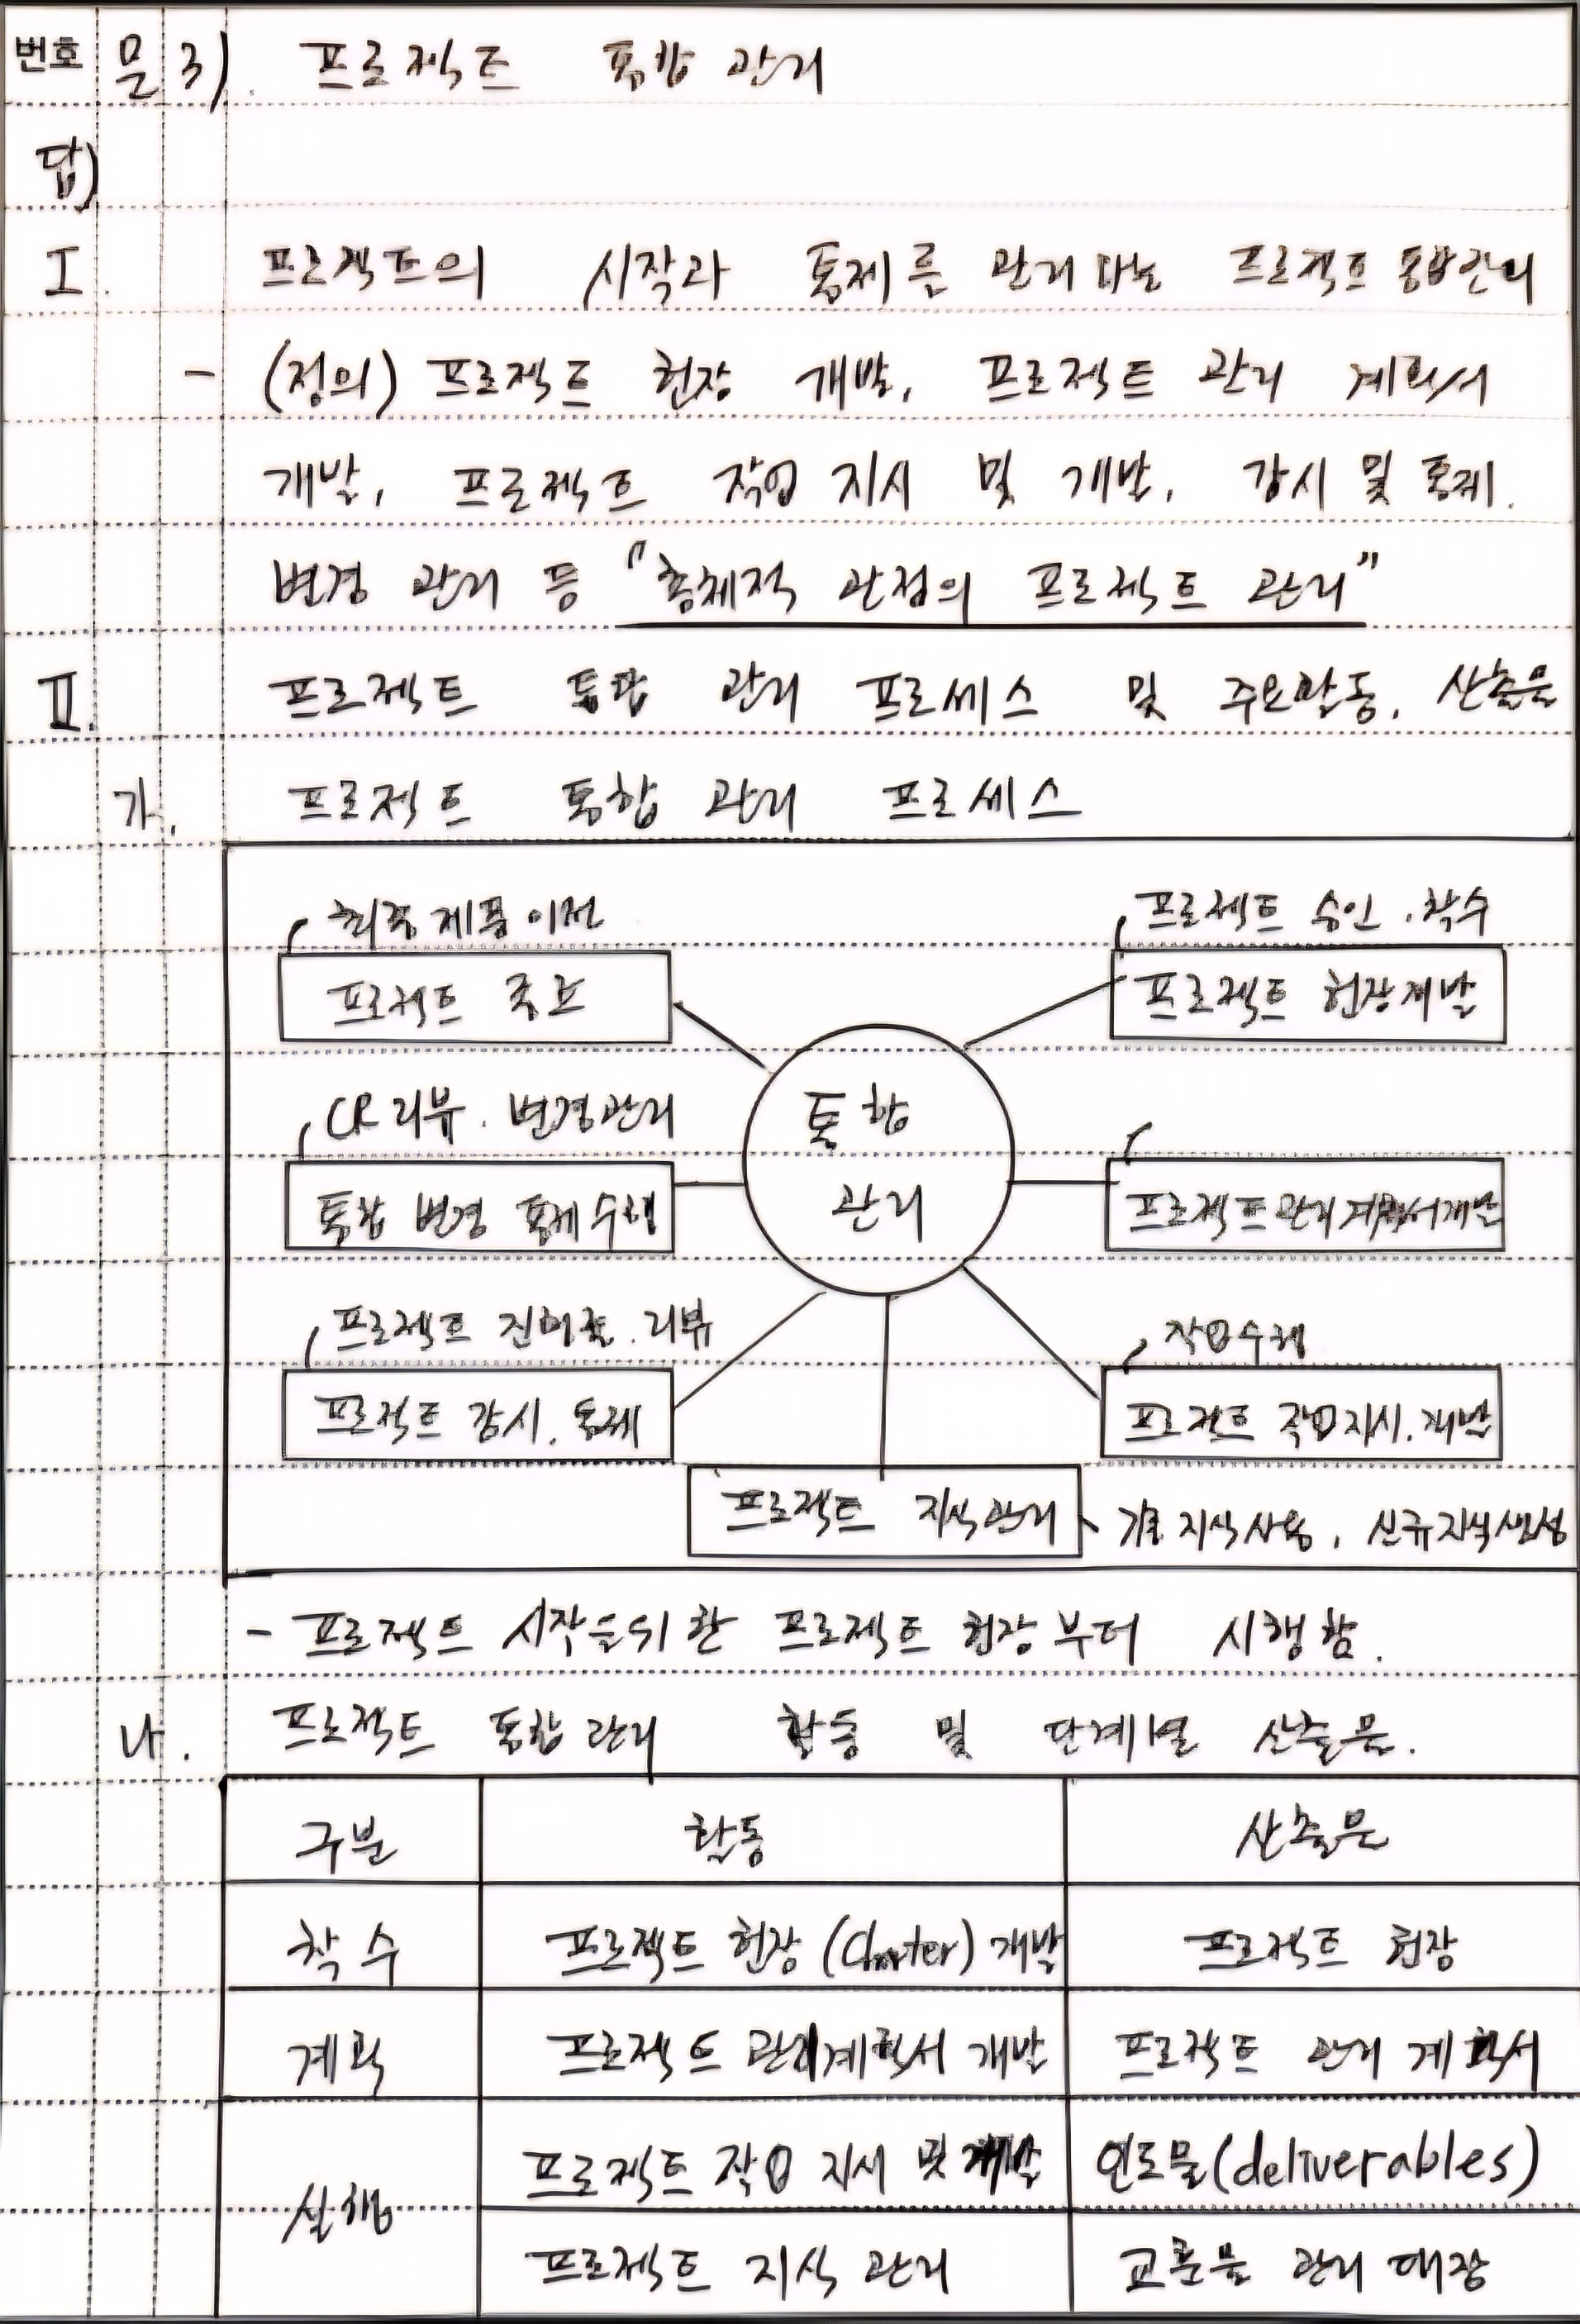 번호 문 3). 프로젝트 통합 관리
답)
I. 프로젝트의 시작과 통제를 관리하는 프로젝트 통합관리
- (정의) 프로젝트 헌장 개발, 프로젝트 관리 계획서
개발, 프로젝트 작업 지시 및 개발, 감시 및 통제.
변경 관리 등 "총체적 관점의 프로젝트 관리"
II. 프로젝트 통합 관리 프로세스 및 주요활동, 산출물
가. 프로젝트 통합 관리 프로세스
최종제품이전
프로젝트 종료
프로젝트 승인. 착수
프로젝트 헌장개발
통합
관리
CR 리뷰. 변경관리
통합 변경 통제 수행
프로젝트관리계획서개발
프로젝트 진척도. 리뷰
프로젝트 감시. 통제
작업수행
프로젝트 작업지시. 개발
프로젝트 지식관리
기존지식사용, 신규지식생성
- 프로젝트 시작을위한 프로젝트 헌장부터 시행함.
나. 프로젝트 통합관리 활동 및 단계별 산출물.
구분 활동 산출물
착수 프로젝트 헌장 (Charter) 개발 프로젝트 헌장
계획 프로젝트 관리계획서 개발 프로젝트 관리 계획서
실행 프로젝트 작업 지시 및 개발 인도물(deliverables)
프로젝트 지식 관리 교훈물 관리 대장